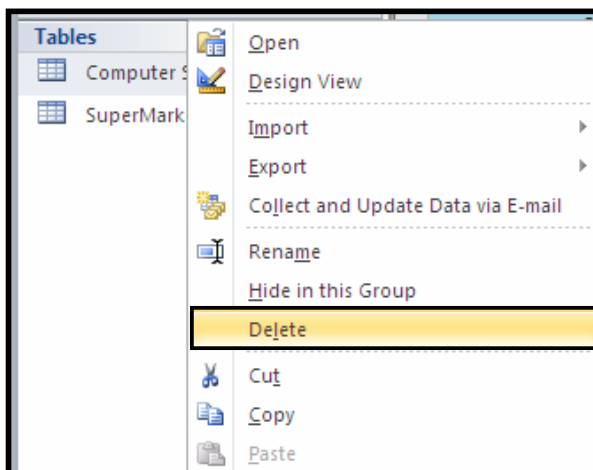 Tables
Computer S
SuperMark
Open
Design View
Import
Export
Collect and Update Data via E-mail
Rename
Hide in this Group
Delete
Cut
Copy
Paste